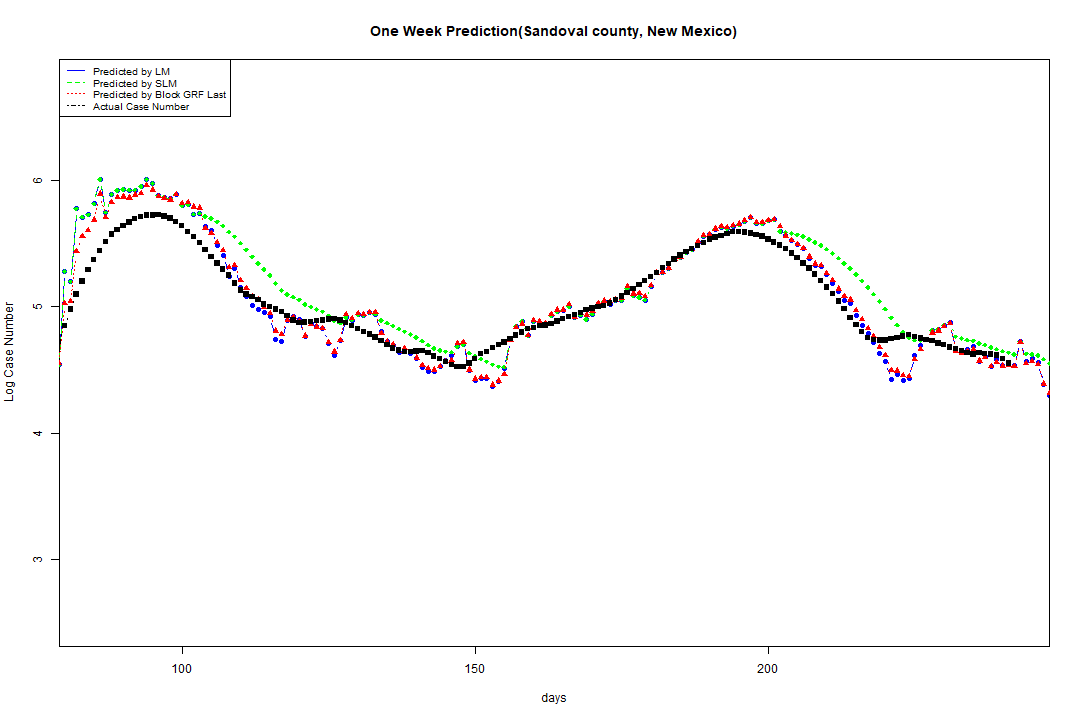 One Week Prediction(Sandoval county, New Mexico)
Predicted by LM
Predicted by SLM
Predicted by Block GRF Last
Actual Case Number
6
5
4
3
Log Case Number
100 150 200
days